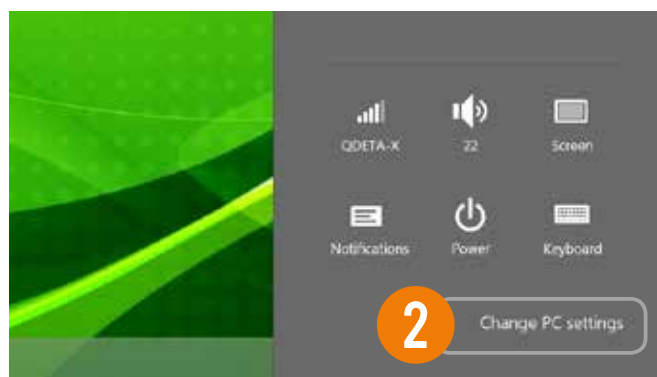 QDETA-X 22 Screen
Notifications Power Keyboard
2 Change PC settings